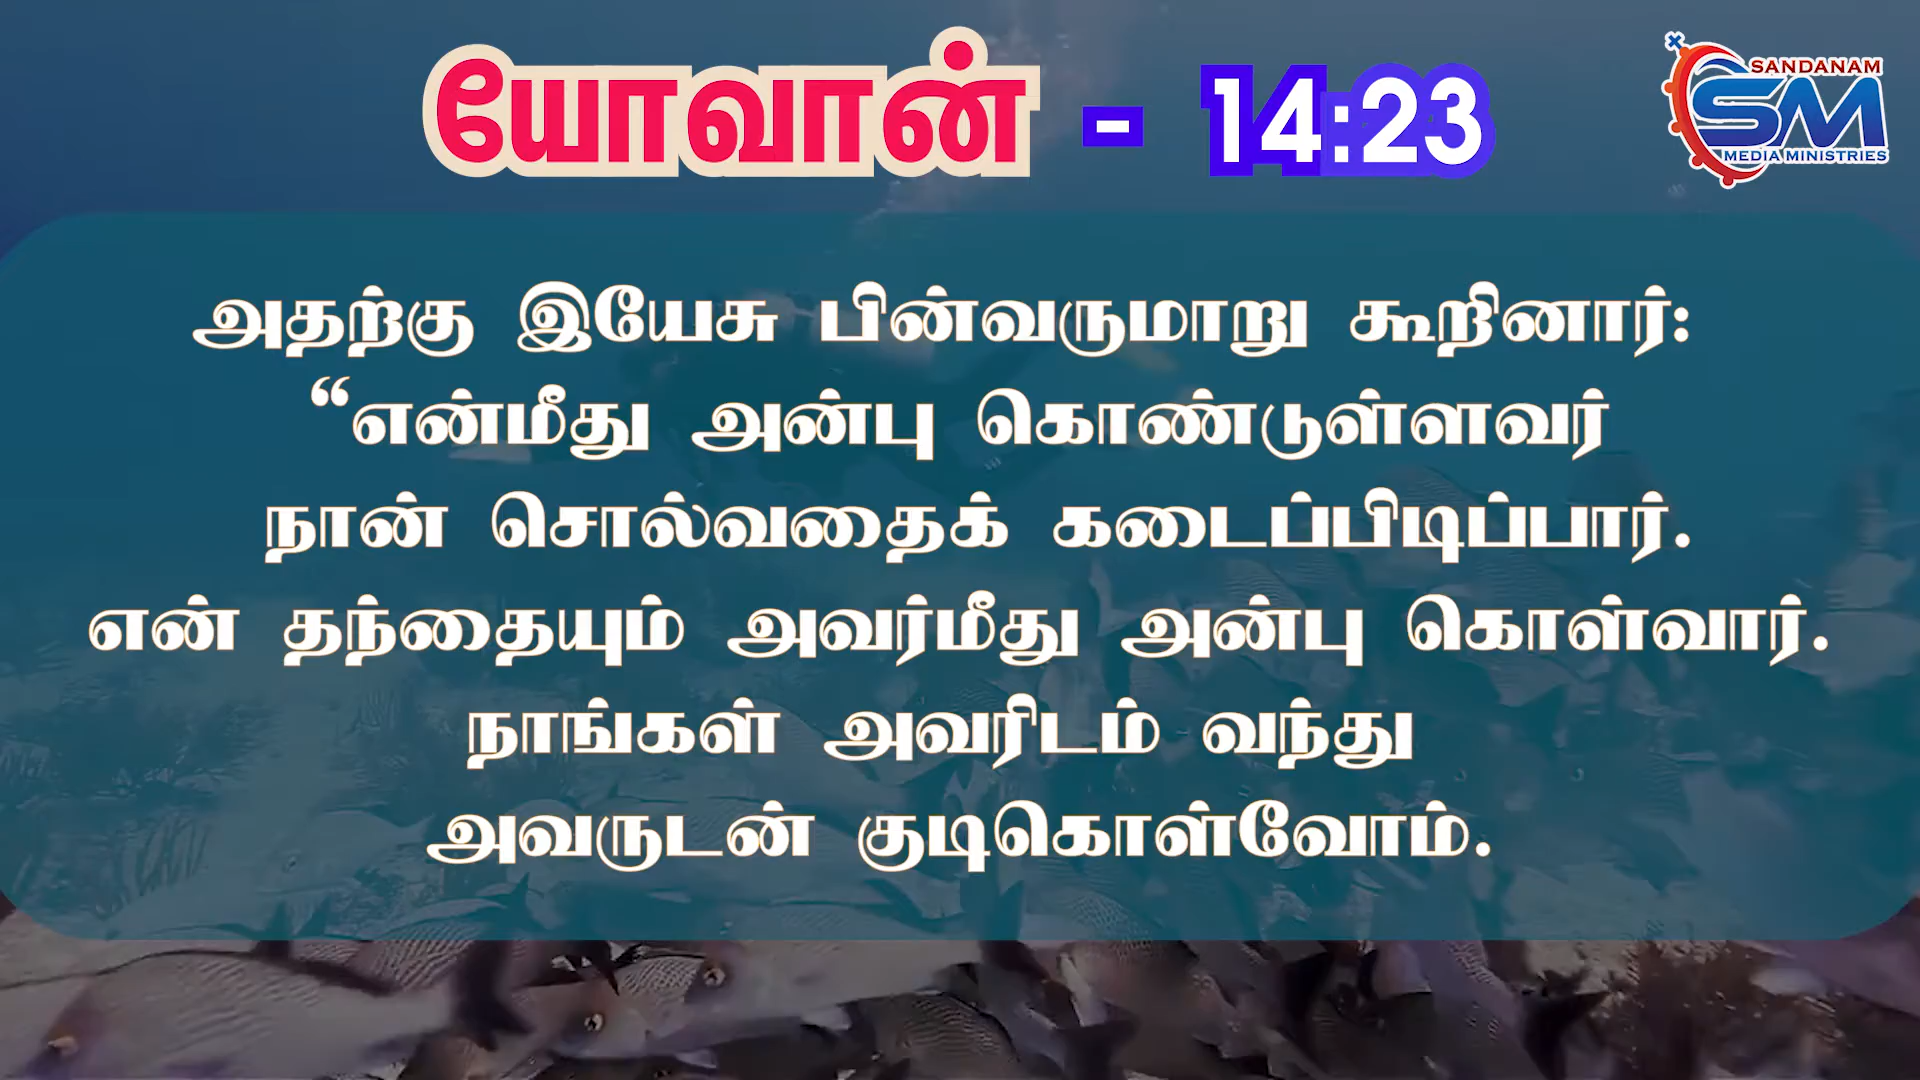 யோவான் - 14:23
SANDANAM
SM
MEDIA MINISTRIES
அதற்கு இயேசு பின்வருமாறு கூறினார்:
“என்மீது அன்பு கொண்டுள்ளவர்
நான் சொல்வதைக் கடைப்பிடிப்பார்.
என் தந்தையும் அவர்மீது அன்பு கொள்வார்.
நாங்கள் அவரிடம் வந்து
அவருடன் குடிகொள்வோம்.